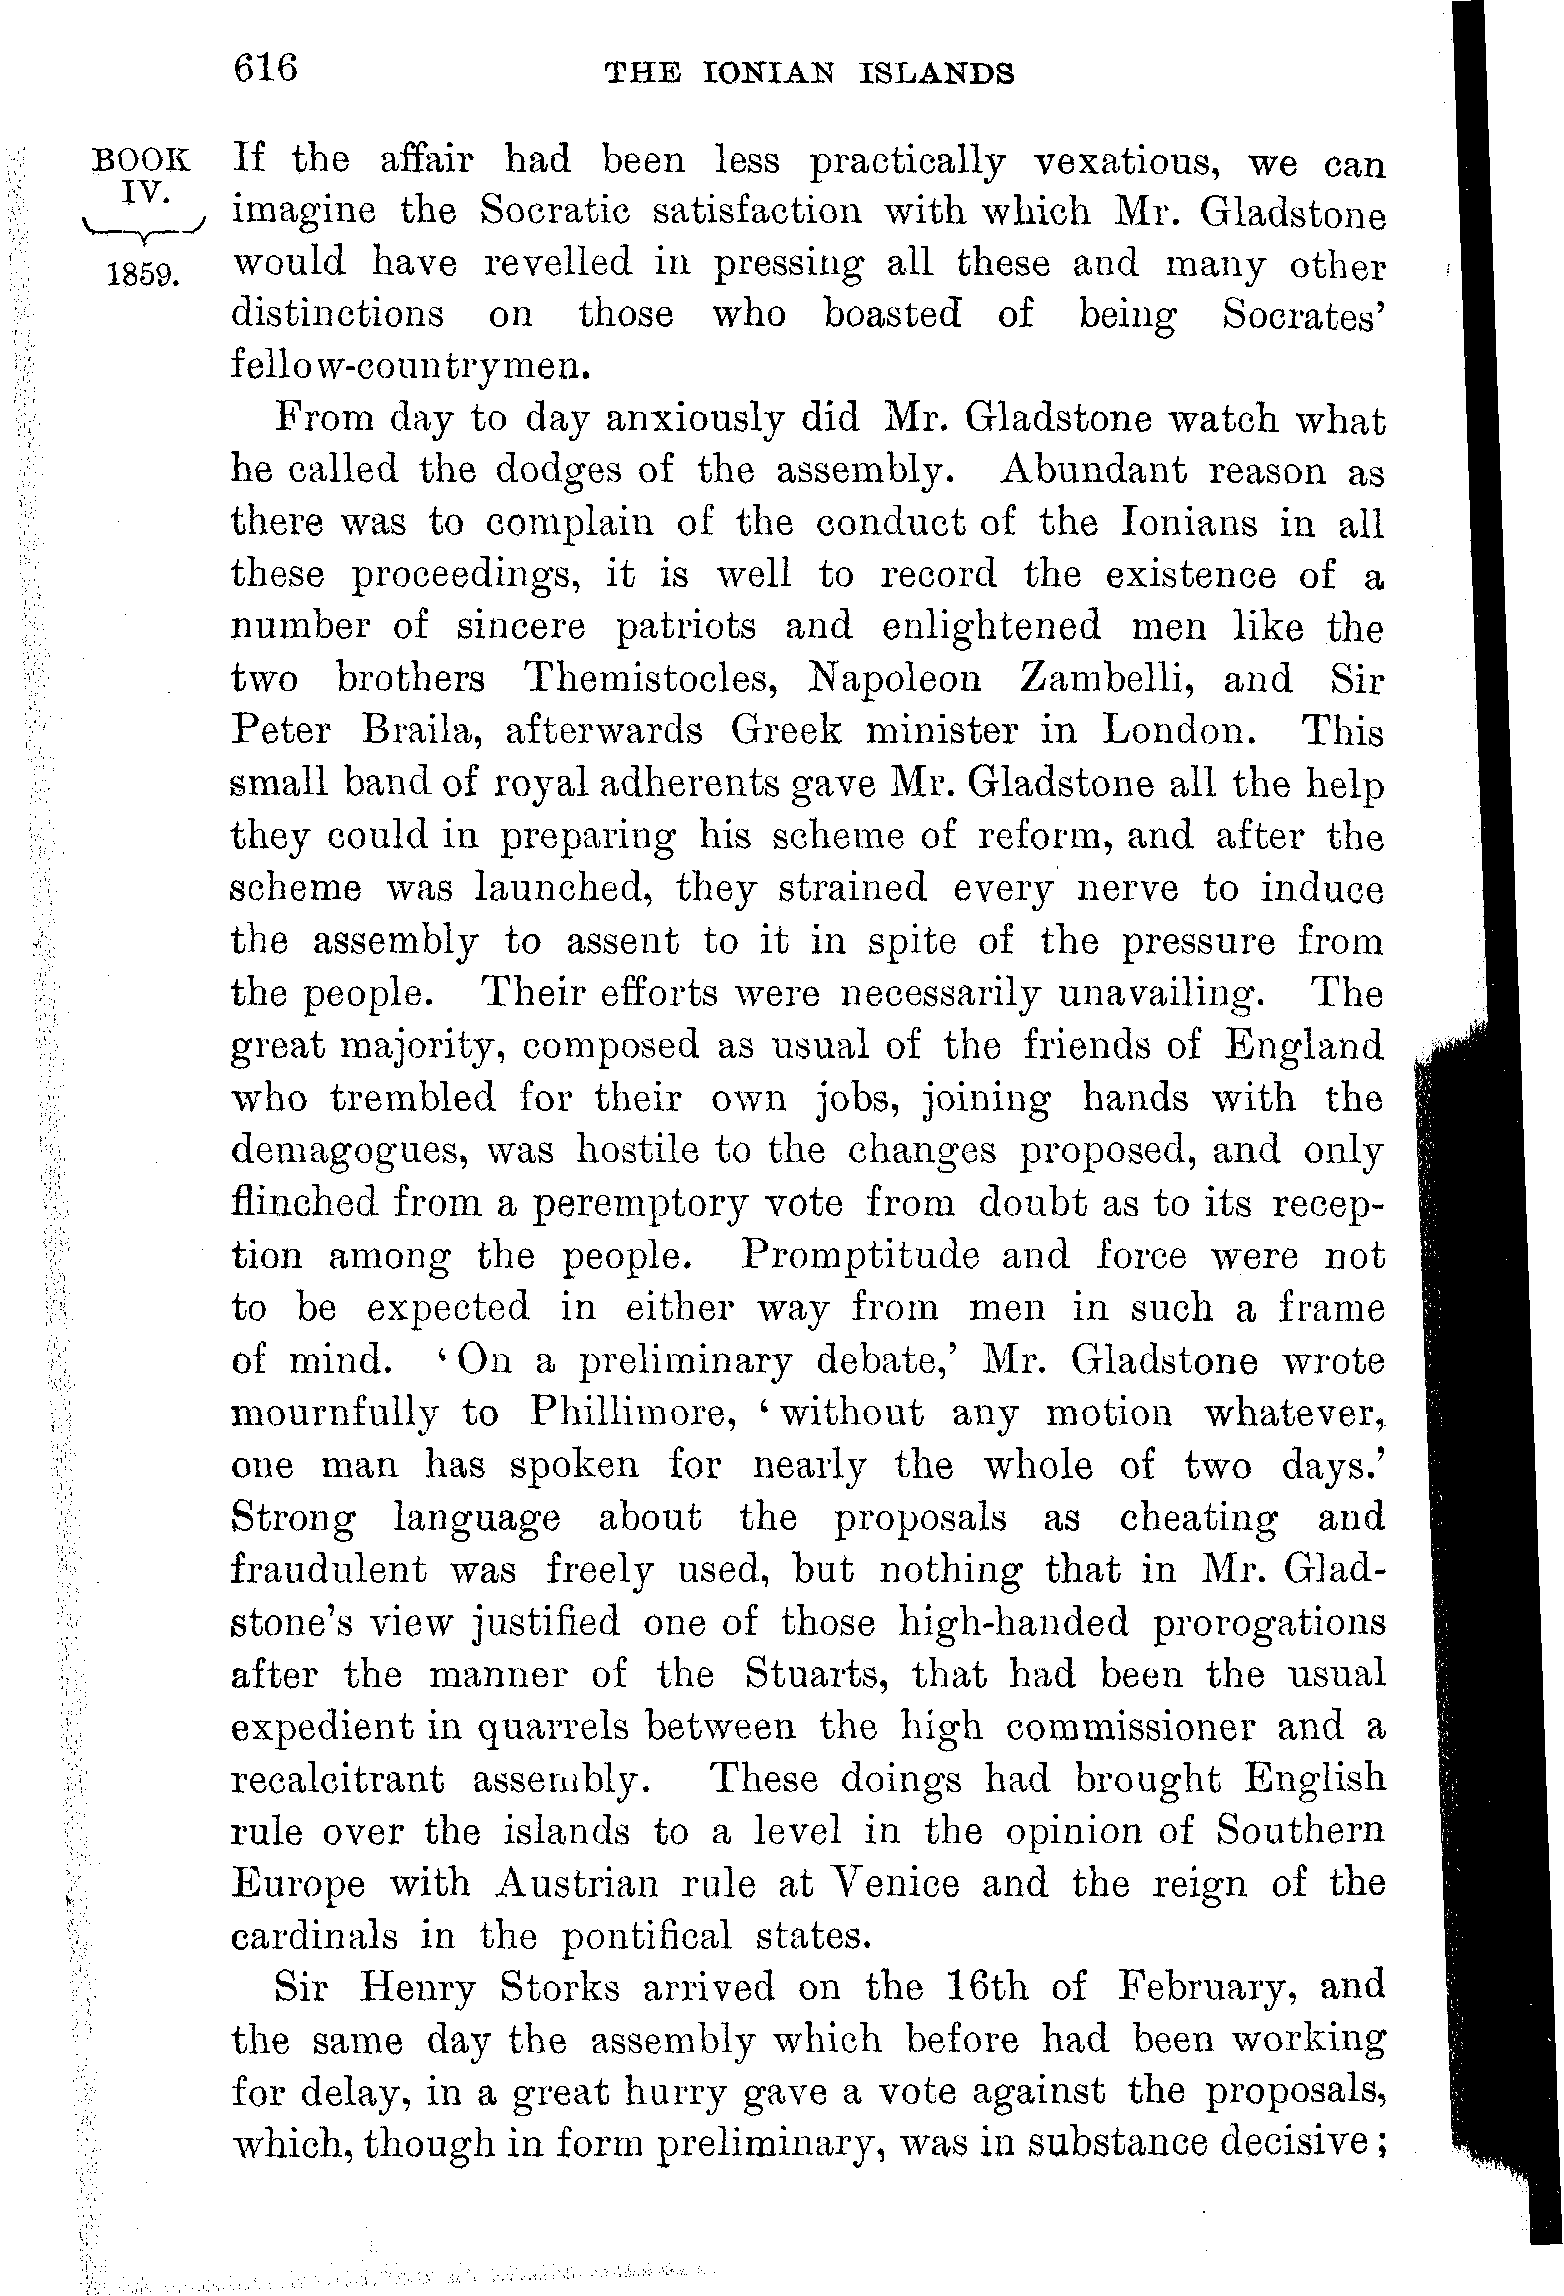 616 THE IONIAN ISLANDS
BOOK
IV.
1859.
If the affair had been less practically vexatious, we can
imagine the Socratic satisfaction with which Mr. Gladstone
would have revelled in pressing all these and many other
distinctions on those who boasted of being Socrates'
fellow-countrymen.
From day to day anxiously did Mr. Gladstone watch what
he called the dodges of the assembly. Abundant reason as
there was to complain of the conduct of the Ionians in all
these proceedings, it is well to record the existence of a
number of sincere patriots and enlightened men like the
two brothers Themistocles, Napoleon Zambelli, and Sir
Peter Braila, afterwards Greek minister in London. This
small band of royal adherents gave Mr. Gladstone all the help
they could in preparing his scheme of reform, and after the
scheme was launched, they strained every nerve to induce
the assembly to assent to it in spite of the pressure from
the people. Their efforts were necessarily unavailing. The
great majority, composed as usual of the friends of England
who trembled for their own jobs, joining hands with the
demagogues, was hostile to the changes proposed, and only
flinched from a peremptory vote from doubt as to its recep-
tion among the people. Promptitude and force were not
to be expected in either way from men in such a frame
of mind. 'On a preliminary debate,' Mr. Gladstone wrote
mournfully to Phillimore, 'without any motion whatever,
one man has spoken for nearly the whole of two days.'
Strong language about the proposals as cheating and
fraudulent was freely used, but nothing that in Mr. Glad-
stone's view justified one of those high-handed prorogations
after the manner of the Stuarts, that had been the usual
expedient in quarrels between the high commissioner and a
recalcitrant assembly. These doings had brought English
rule over the islands to a level in the opinion of Southern
Europe with Austrian rule at Venice and the reign of the
cardinals in the pontifical states.
Sir Henry Storks arrived on the 16th of February, and
the same day the assembly which before had been working
for delay, in a great hurry gave a vote against the proposals,
which, though in form preliminary, was in substance decisive;